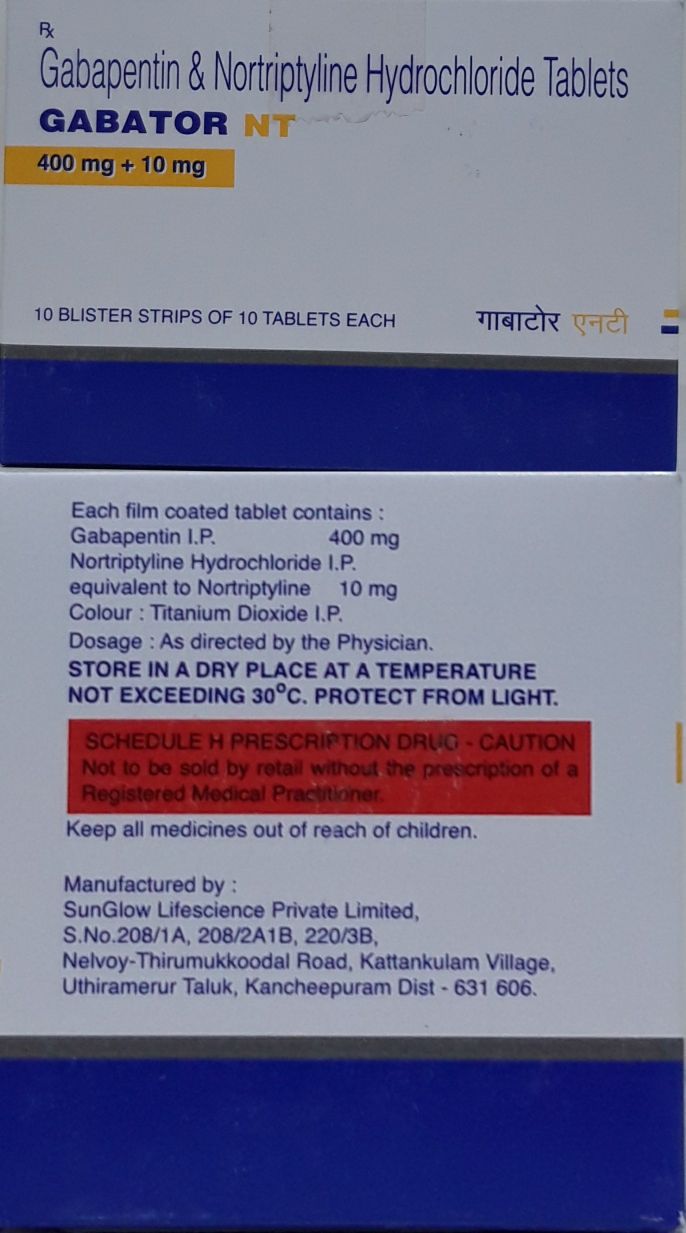 Rx
Gabapentin & Nortriptyline Hydrochloride Tablets
GABATOR NT
400 mg + 10 mg
10 BLISTER STRIPS OF 10 TABLETS EACH गाबाटोर एनटी
Each film coated tablet contains :
Gabapentin I.P. 400 mg
Nortriptyline Hydrochloride I.P.
equivalent to Nortriptyline 10 mg
Colour : Titanium Dioxide I.P.
Dosage : As directed by the Physician.
STORE IN A DRY PLACE AT A TEMPERATURE
NOT EXCEEDING 30°C. PROTECT FROM LIGHT.
SCHEDULE H PRESCRIPTION DRUG - CAUTION
Not to be sold by retail without the prescription of a
Registered Medical Practitioner.
Keep all medicines out of reach of children.
Manufactured by :
SunGlow Lifescience Private Limited,
S.No.208/1A, 208/2A1B, 220/3B,
Nelvoy-Thirumukkoodal Road, Kattankulam Village,
Uthiramerur Taluk, Kancheepuram Dist - 631 606.